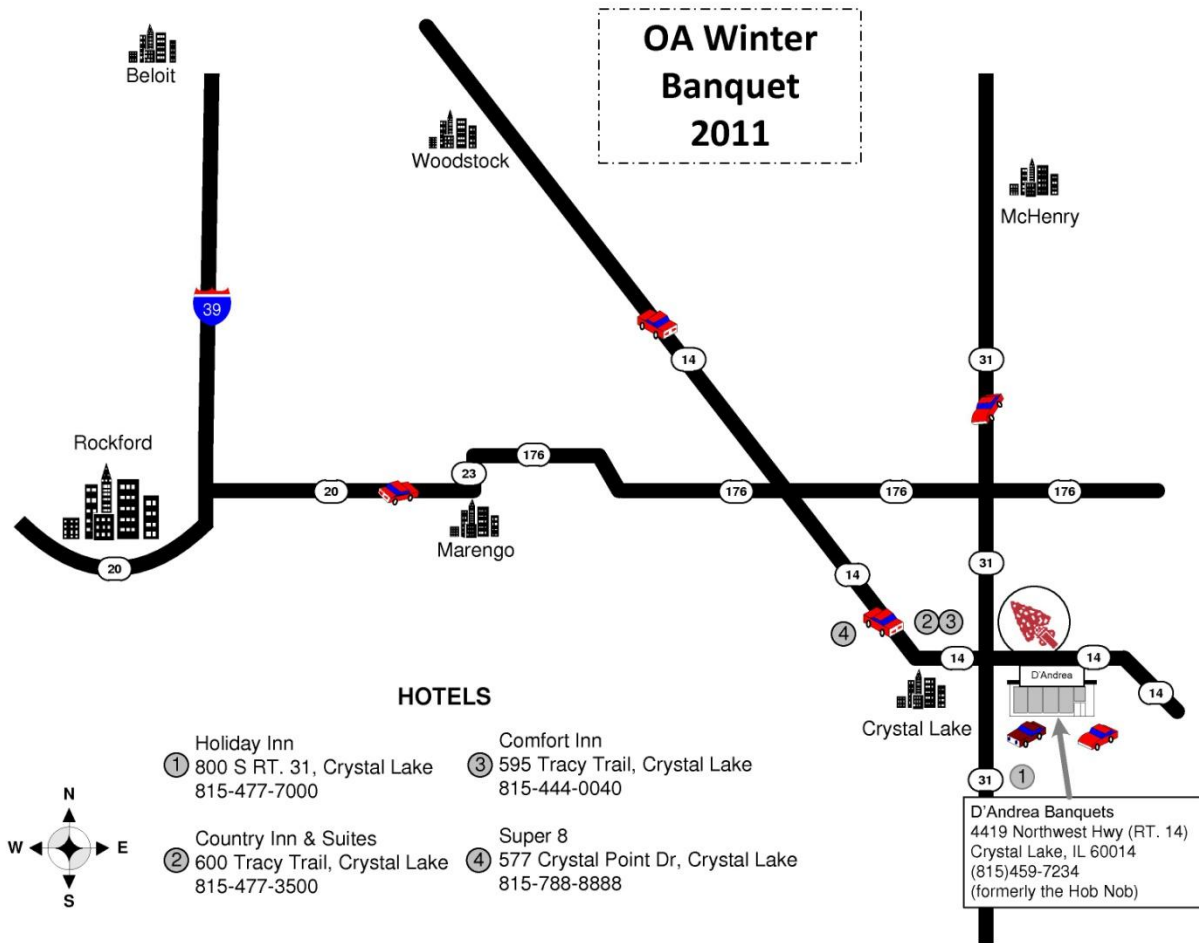 OA Winter
Banquet
2011
Beloit
Woodstock
McHenry
39
14
31
Rockford
176
23
20
176
176
176
Marengo
20
31
14
4
2
3
14
14
D'Andrea
14
Crystal Lake
31
1
HOTELS
1
Holiday Inn
800 S RT. 31, Crystal Lake
815-477-7000
2
Country Inn & Suites
600 Tracy Trail, Crystal Lake
815-477-3500
3
Comfort Inn
595 Tracy Trail, Crystal Lake
815-444-0040
4
Super 8
577 Crystal Point Dr, Crystal Lake
815-788-8888
D'Andrea Banquets
4419 Northwest Hwy (RT. 14)
Crystal Lake, IL 60014
(815)459-7234
(formerly the Hob Nob)
N
W
E
S